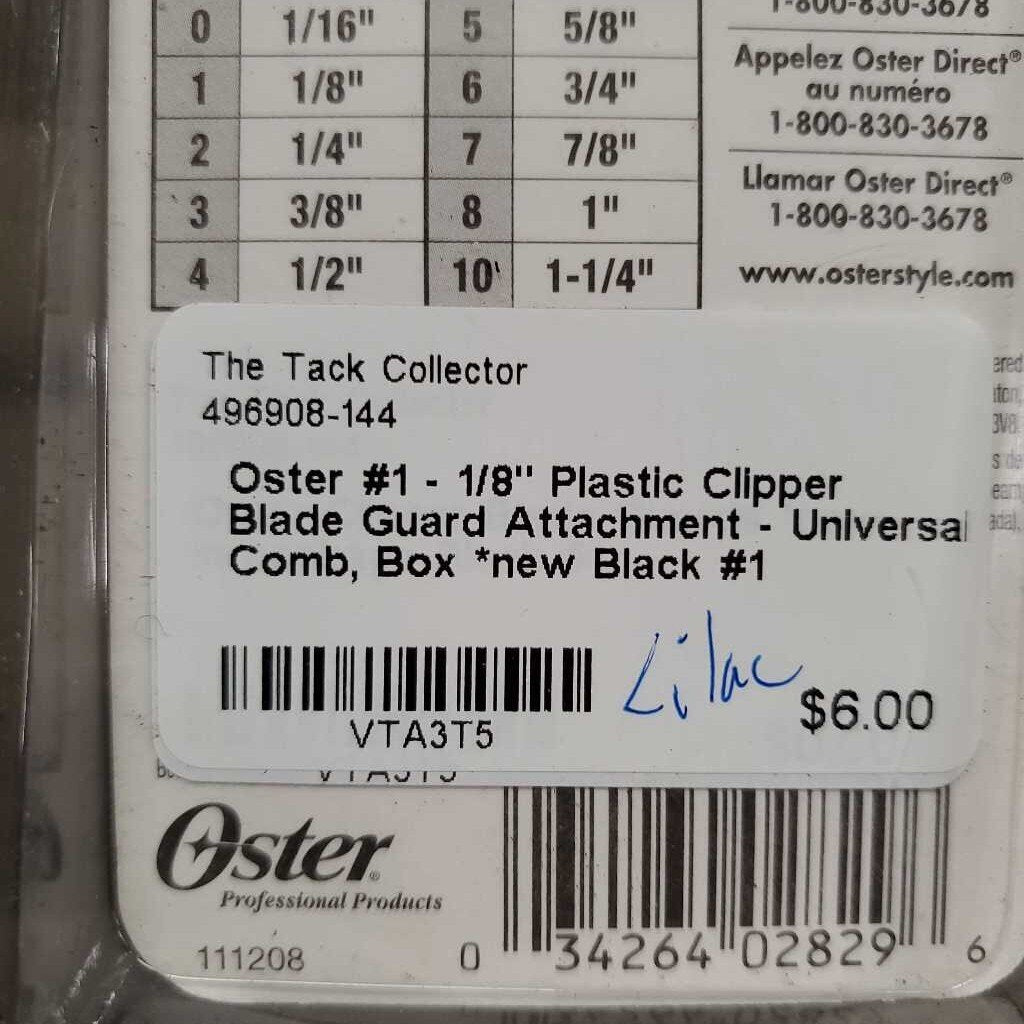 0 1/16" 5 5/8"
1 1/8" 6 3/4"
2 1/4" 7 7/8"
3 3/8" 8 1"
4 1/2" 10 1-1/4"
1-800-830-3678
Appelez Oster Direct®
au numéro
1-800-830-3678
Llamar Oster Direct®
1-800-830-3678
www.osterstyle.com
The Tack Collector
496908-144
Oster #1 - 1/8" Plastic Clipper
Blade Guard Attachment - Universal
Comb, Box *new Black #1
Lilac
$6.00
VTA3T5
VTA3T5
Oster®
Professional Products
111208
0 34264 02829 6